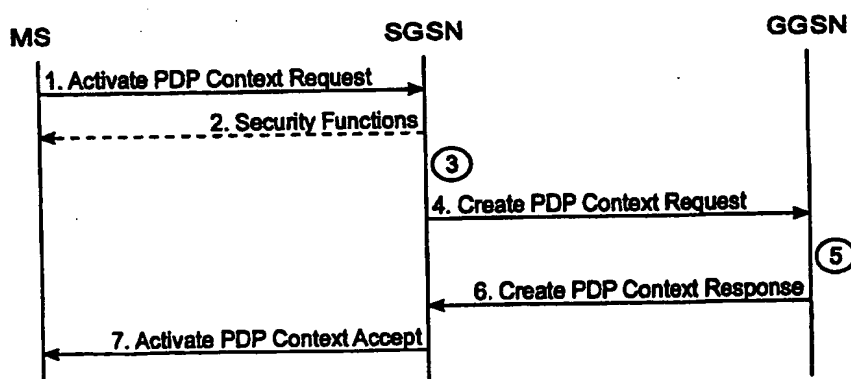 MS SGSN GGSN
1. Activate PDP Context Request
2. Security Functions
3
4. Create PDP Context Request
5
6. Create PDP Context Response
7. Activate PDP Context Accept